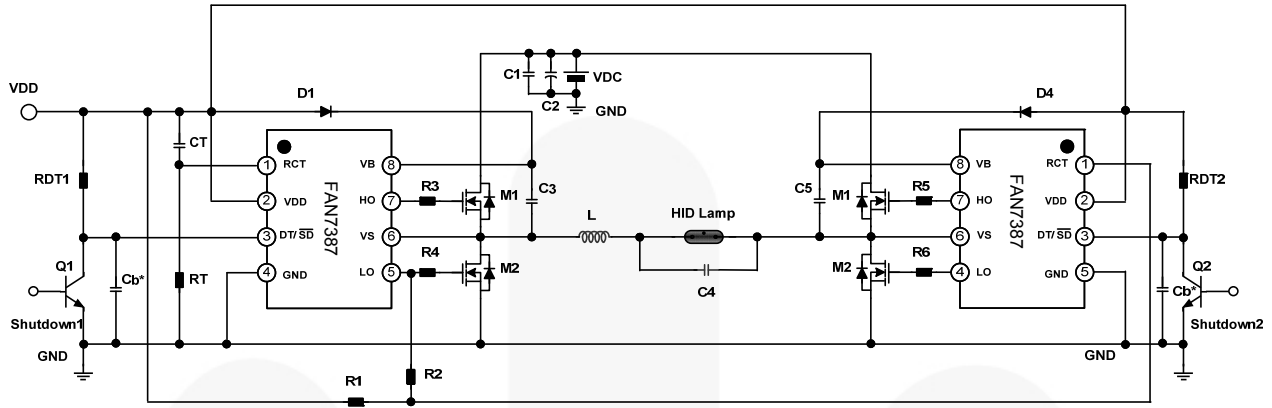 VDD
D1
C1
C2
VDC
GND
D4
CT
RDT1
1 RCT
2 VDD
3 DT/SD
4 GND
FAN7387
VB 8
HO 7
VS 6
LO 5
R3
R4
M1
M2
C3
L
HID Lamp
C4
C5
M1
M2
R5
R6
8 VB
7 HO
6 VS
4 LO
FAN7387
RCT 1
VDD 2
DT/SD 3
GND 5
RDT2
Q1
Cb*
RT
Shutdown1
GND
Q2
Cb*
Shutdown2
GND
R1
R2